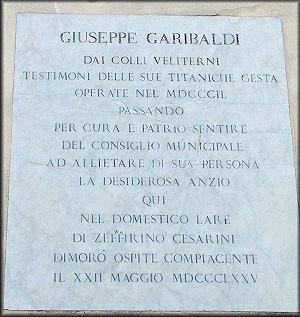 GIUSEPPE GARIBALDI
DAI COLLI VELITERNI
TESTIMONI DELLE SUE TITANICHE GESTA
OPERATE NEL MDCCCIL
PASSANDO
PER CURA E PATRIO SENTIRE
DEL CONSIGLIO MUNICIPALE
AD ALLIETARE DI SUA PERSONA
LA DESIDEROSA ANZIO
QUI
NEL DOMESTICO LARE
DI ZEFFIRINO CESARINI
DIMORÒ OSPITE COMPIACENTE
IL XXII MAGGIO MDCCCLXXV